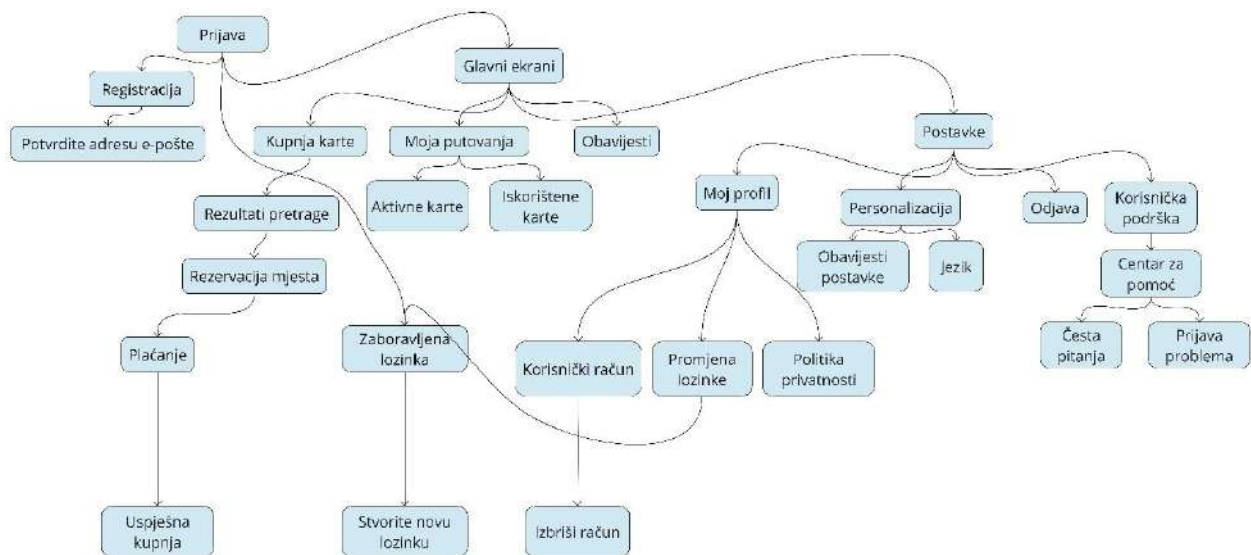 Prijava
Glavni ekrani
Registracija
Potvrdite adresu e-pošte
Kupnja karte
Moja putovanja
Obavijesti
Postavke
Aktivne karte
Iskorištene
karte
Moj profil
Personalizacija
Odjava
Korisnička
podrška
Rezultati pretrage
Obavijesti
postavke
Jezik
Rezervacija mjesta
Centar za
pomoć
Plaćanje
Zaboravljena
lozinka
Korisnički račun
Promjena
lozinke
Politika
privatnosti
Česta
pitanja
Prijava
problema
Uspješna
kupnja
Stvorite novu
lozinku
Izbriši račun